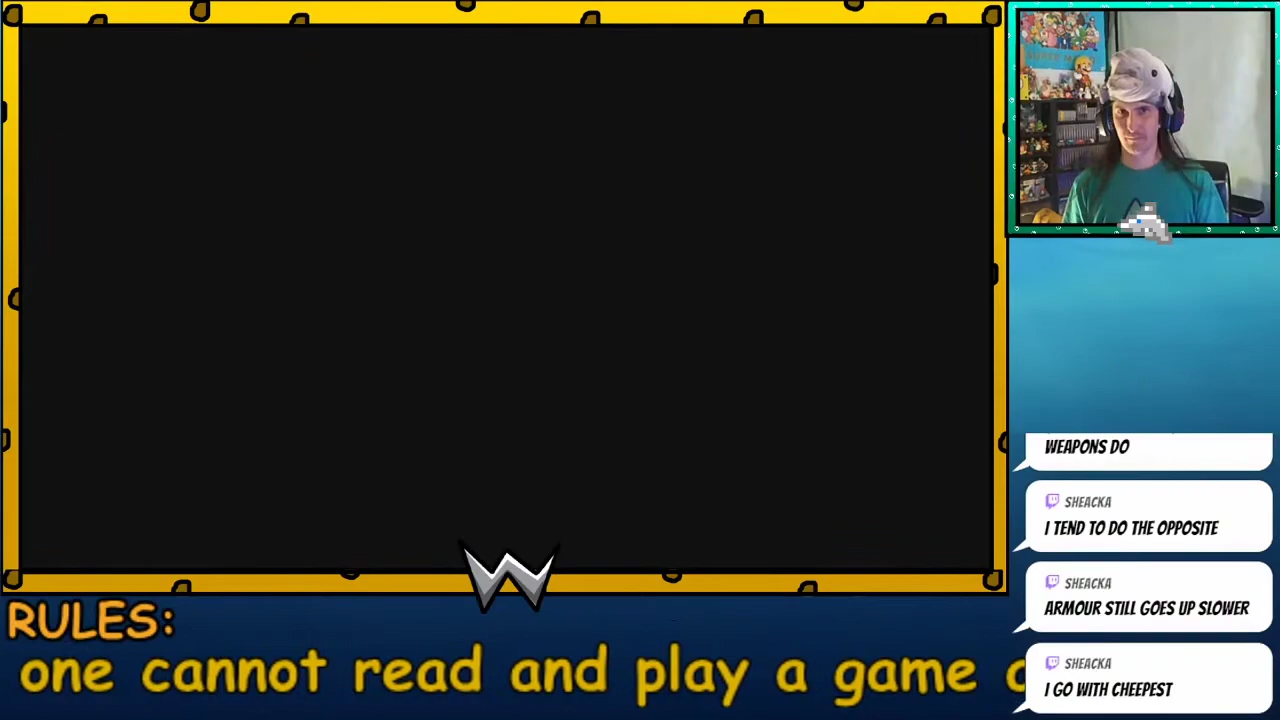 WEAPONS DO
SHEACKA
I TEND TO DO THE OPPOSITE
SHEACKA
ARMOUR STILL GOES UP SLOWER
SHEACKA
I GO WITH CHEEPEST
RULES:
one cannot read and play a game